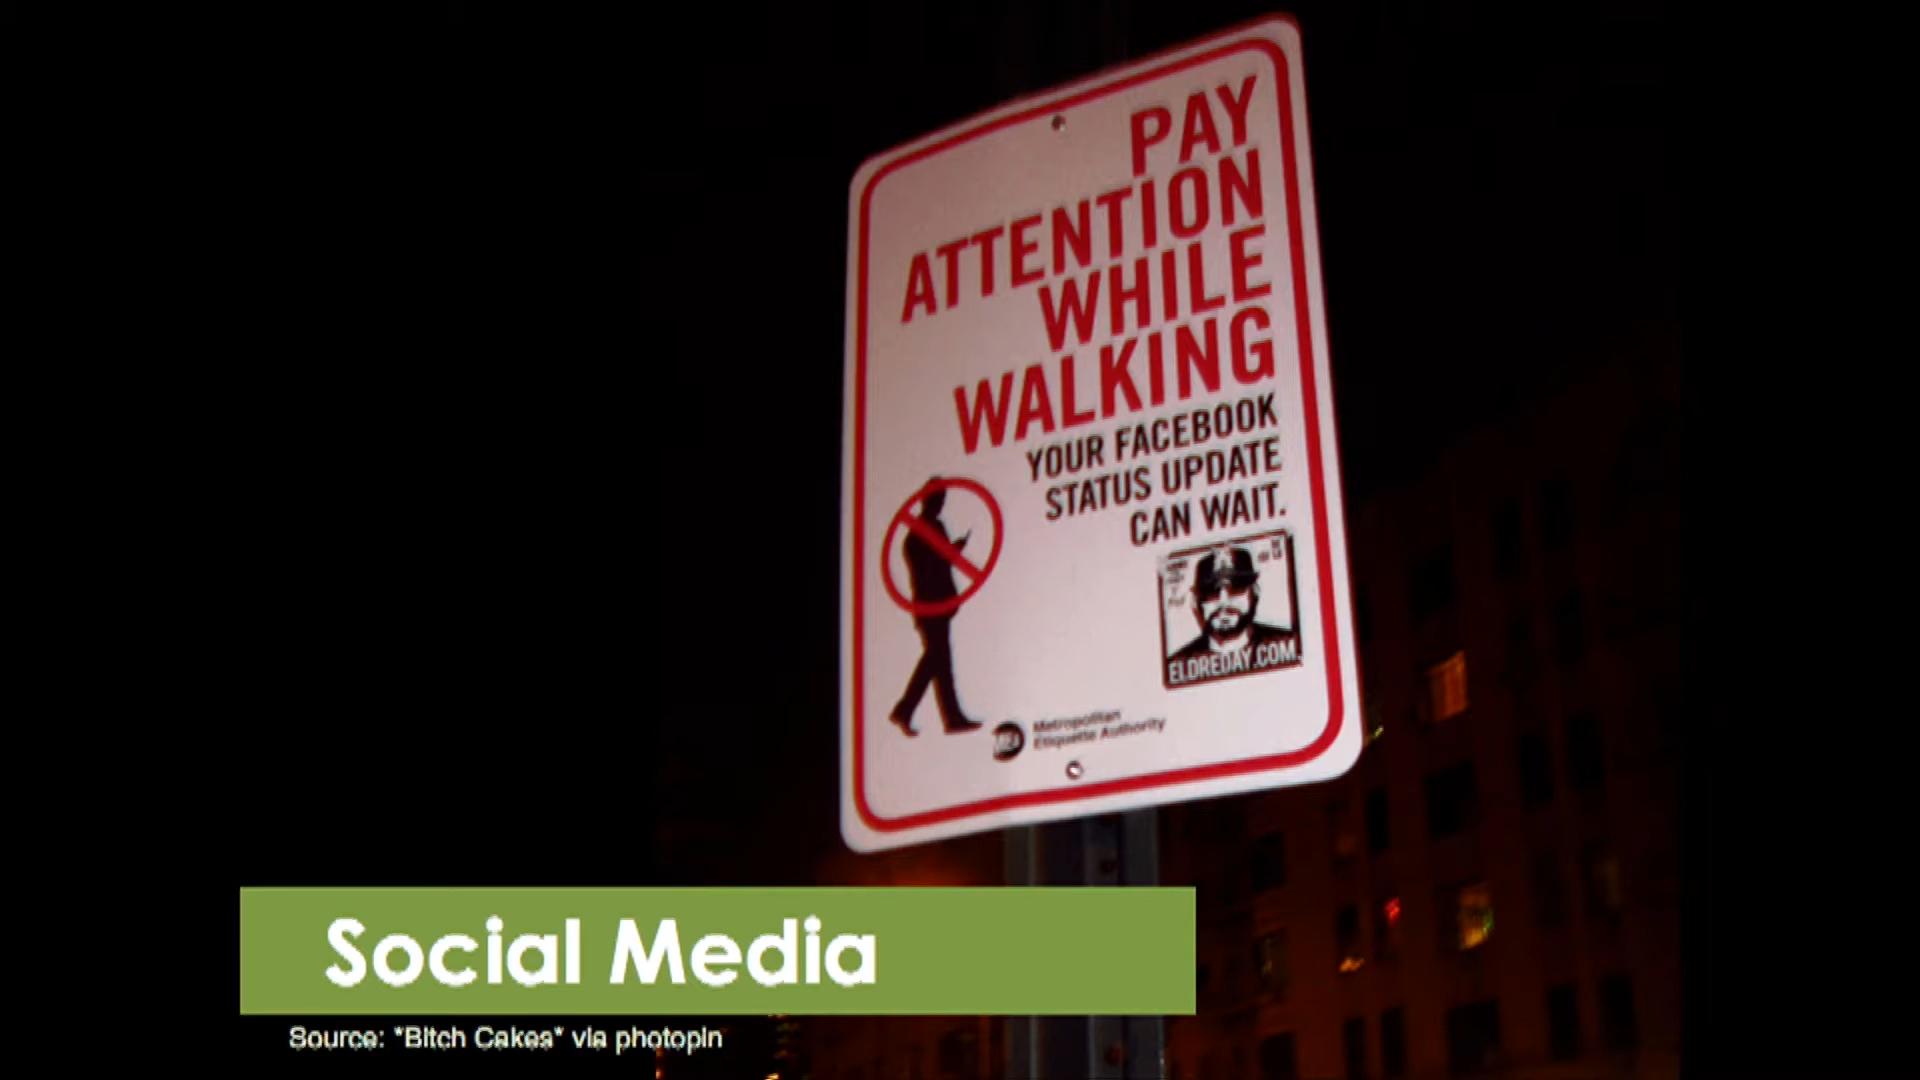 PAY
ATTENTION
WHILE
WALKING
YOUR FACEBOOK
STATUS UPDATE
CAN WAIT.
ELDREDAY.COM
Metropolitan
Etiquette Authority
Social Media
Source: *Bitch Cakes* via photopin